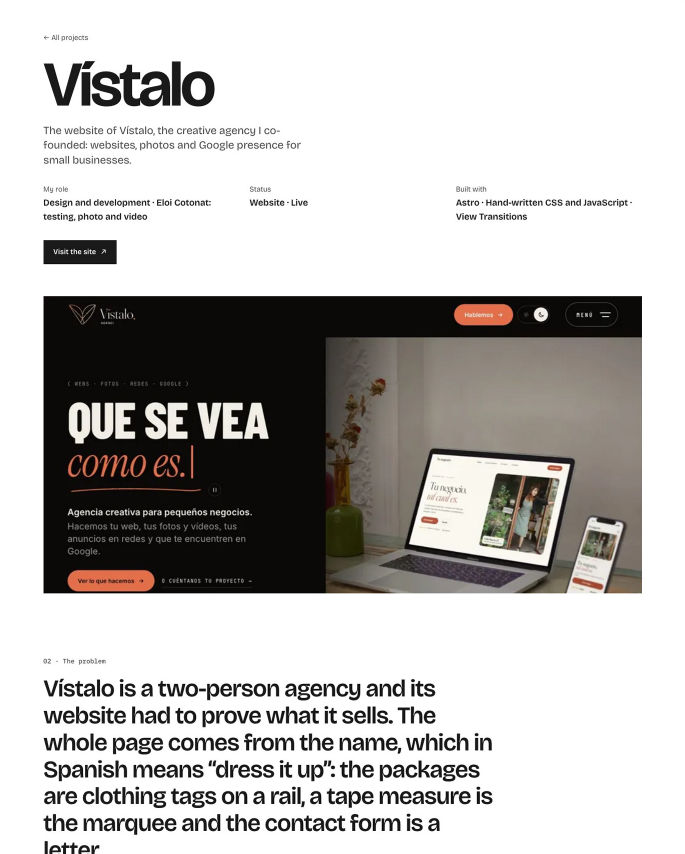 ← All projects
Vístalo
The website of Vístalo, the creative agency I co-
founded: websites, photos and Google presence for
small businesses.
My role
Design and development · Eloi Cotonat:
testing, photo and video
Status
Website · Live
Built with
Astro · Hand-written CSS and JavaScript ·
View Transitions
Visit the site ↗
Vístalo,
Hablemos →
MENÚ
( WEBS · FOTOS · REDES · GOOGLE )
QUE SE VEA
como es.
Agencia creativa para pequeños negocios.
Hacemos tu web, tus fotos y vídeos, tus
anuncios en redes y que te encuentren en
Google.
Ver lo que hacemos →
O CUÉNTANOS TU PROYECTO →
Tu negocio,
tal cual es.
02 - The problem
Vístalo is a two-person agency and its
website had to prove what it sells. The
whole page comes from the name, which in
Spanish means “dress it up”: the packages
are clothing tags on a rail, a tape measure is
the marquee and the contact form is a
letter.